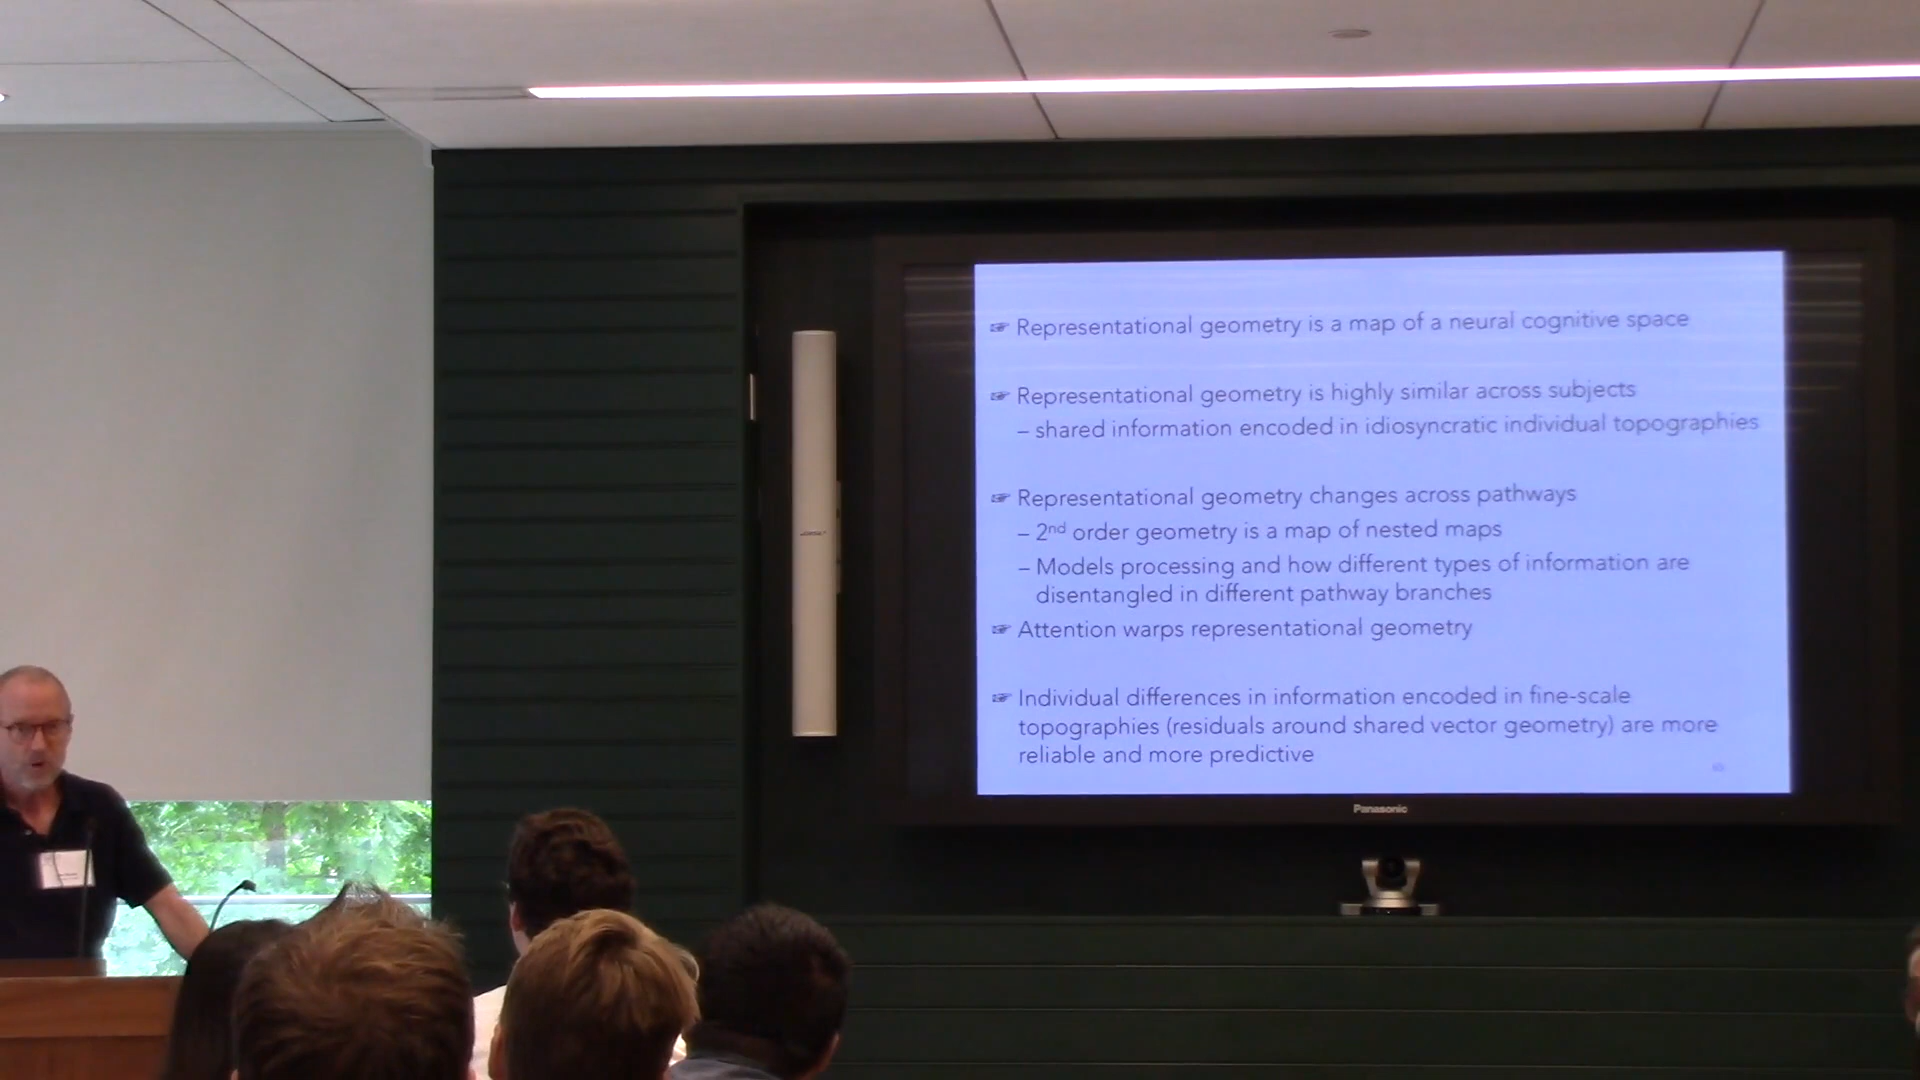 ☞ Representational geometry is a map of a neural cognitive space
☞ Representational geometry is highly similar across subjects
– shared information encoded in idiosyncratic individual topographies
☞ Representational geometry changes across pathways
– 2nd order geometry is a map of nested maps
– Models processing and how different types of information are
disentangled in different pathway branches
☞ Attention warps representational geometry
☞ Individual differences in information encoded in fine-scale
topographies (residuals around shared vector geometry) are more
reliable and more predictive
Panasonic